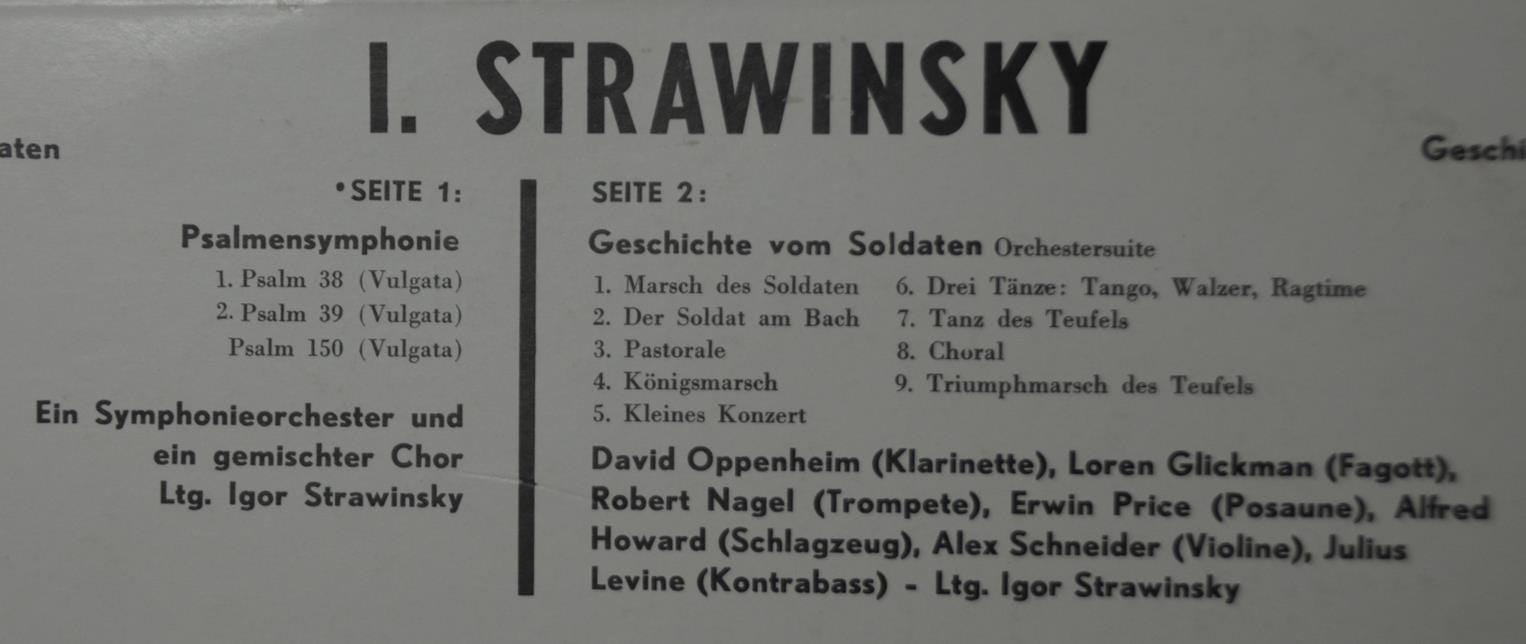 I. STRAWINSKY
aten
Geschi
•SEITE 1:
Psalmensymphonie
1. Psalm 38 (Vulgata)
2. Psalm 39 (Vulgata)
Psalm 150 (Vulgata)
Ein Symphonieorchester und
ein gemischter Chor
Ltg. Igor Strawinsky
SEITE 2:
Geschichte vom Soldaten Orchestersuite
1. Marsch des Soldaten
2. Der Soldat am Bach
3. Pastorale
4. Königsmarsch
5. Kleines Konzert
6. Drei Tänze: Tango, Walzer, Ragtime
7. Tanz des Teufels
8. Choral
9. Triumphmarsch des Teufels
David Oppenheim (Klarinette), Loren Glickman (Fagott),
Robert Nagel (Trompete), Erwin Price (Posaune), Alfred
Howard (Schlagzeug), Alex Schneider (Violine), Julius
Levine (Kontrabass) - Ltg. Igor Strawinsky